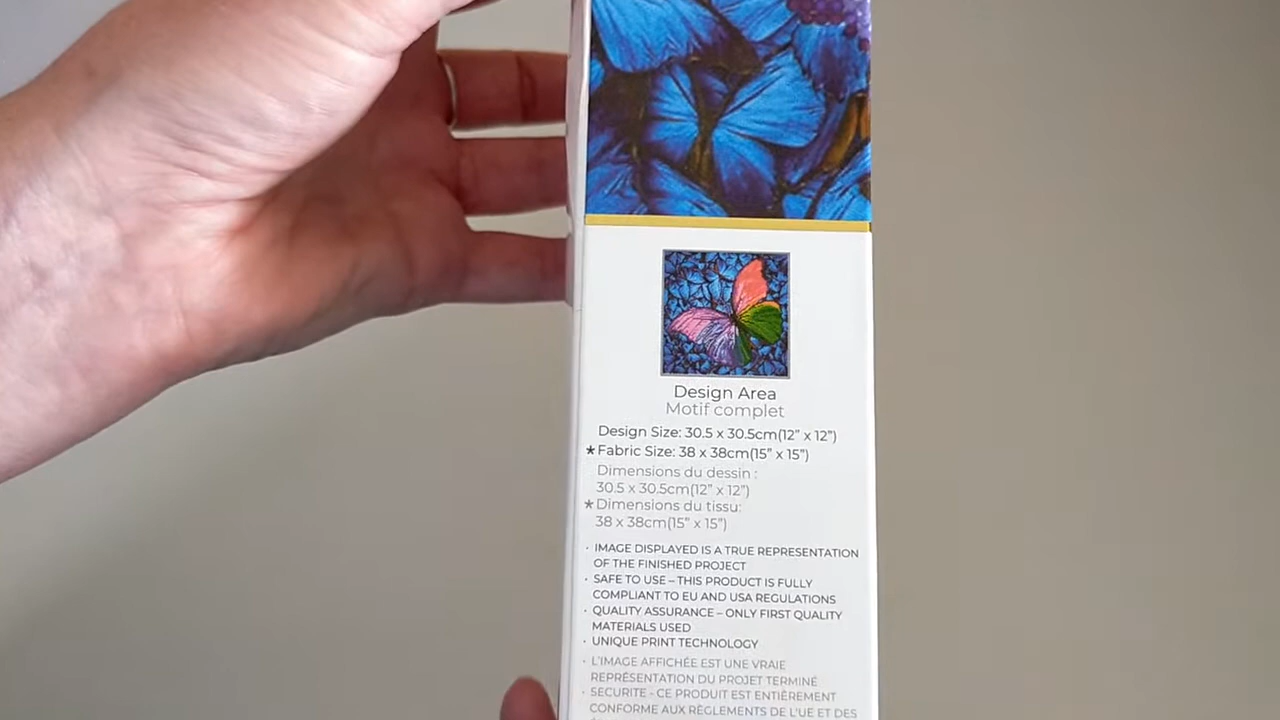 Design Area
Motif complet
Design Size: 30.5 x 30.5cm(12" x 12")
*Fabric Size: 38 x 38cm(15" x 15")
Dimensions du dessin :
30.5 x 30.5cm(12" x 12")
*Dimensions du tissu:
38 x 38cm(15" x 15")
· IMAGE DISPLAYED IS A TRUE REPRESENTATION
OF THE FINISHED PROJECT
· SAFE TO USE – THIS PRODUCT IS FULLY
COMPLIANT TO EU AND USA REGULATIONS
· QUALITY ASSURANCE – ONLY FIRST QUALITY
MATERIALS USED
· UNIQUE PRINT TECHNOLOGY
· L'IMAGE AFFICHÉE EST UNE VRAIE
REPRÉSENTATION DU PROJET TERMINÉ
· SECURITE - CE PRODUIT EST ENTIÈREMENT
CONFORME AUX RÈGLEMENTS DE L'UE ET DES